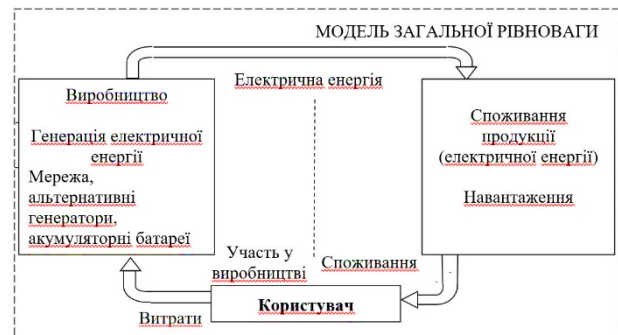 МОДЕЛЬ ЗАГАЛЬНОЇ РІВНОВАГИ
Електрична енергія
Виробництво
Генерація електричної
енергії
Мережа,
альтернативні
генератори,
акумуляторні батареї
Споживання
продукції
(електричної енергії)
Навантаження
Участь у
виробництві
Споживання
Користувач
Витрати